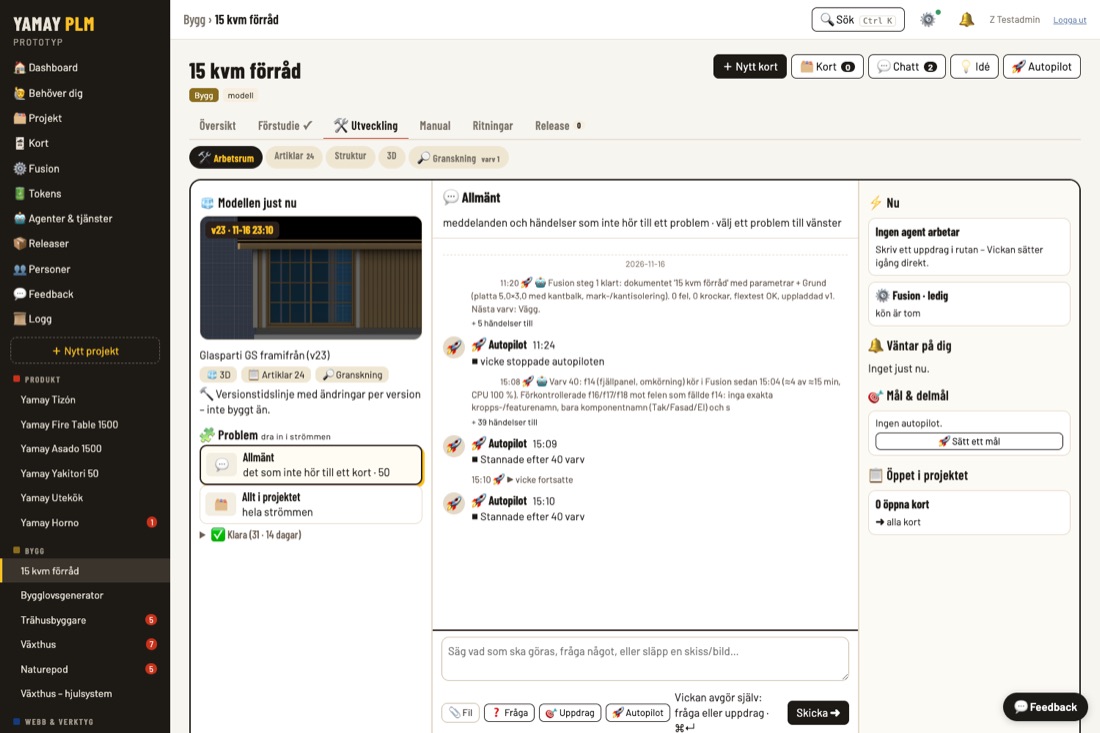 YAMAY PLM
PROTOTYP
Dashboard
Behöver dig
Projekt
Kort
Fusion
Tokens
Agenter & tjänster
Releaser
Personer
Feedback
Logg
+ Nytt projekt
PRODUKT
Yamay Tizón
Yamay Fire Table 1500
Yamay Asado 1500
Yamay Yakitori 50
Yamay Utekök
Yamay Horno 1
BYGG
15 kvm förråd
Bygglovsgenerator
Trähusbyggare 5
Växthus 7
Naturepod 5
Växthus – hjulsystem
WEBB & VERKTYG
Bygg › 15 kvm förråd
Sök Ctrl K
Z Testadmin
Logga ut
15 kvm förråd
Bygg modell
+ Nytt kort
Kort 0
Chatt 2
Idé
Autopilot
Översikt
Förstudie ✓
Utveckling
Manual
Ritningar
Release 0
Arbetsrum
Artiklar 24
Struktur
3D
Granskning varv 1
Modellen just nu
v23 · 11-16 23:10
Glasparti GS framifrån (v23)
3D
Artiklar 24
Granskning
Versionstidslinje med ändringar per version
– inte byggt än.
Problem dra in i strömmen
Allmänt
det som inte hör till ett kort · 50
Allt i projektet
hela strömmen
Klara (31 · 14 dagar)
Allmänt
meddelanden och händelser som inte hör till ett problem · välj ett problem till vänster
2026-11-16
11:20 Fusion steg 1 klart: dokumentet '15 kvm förråd' med parametrar + Grund
(platta 5,0×3,0 med kantbalk, mark-/kantisolering). 0 fel, 0 krockar, flextest OK, uppladdad v1.
Nästa varv: Vägg.
+ 5 händelser till
Autopilot 11:24
■ vicke stoppade autopiloten
15:08 Varv 40: f14 (fjällpanel, omkörning) kör i Fusion sedan 15:04 (≈4 av ≈15 min,
CPU 100 %). Förkontrollerade f16/f17/f18 mot felen som fällde f14: inga exakta
kropps-/featurenamn, bara komponentnamn (Tak/Fasad/El) och s
+ 39 händelser till
Autopilot 15:09
■ Stannade efter 40 varv
15:10 ▶ vicke fortsatte
Autopilot 15:10
■ Stannade efter 40 varv
Säg vad som ska göras, fråga något, eller släpp en skiss/bild...
Fil
Fråga
Uppdrag
Autopilot
Vickan avgör själv:
fråga eller uppdrag ·
⌘↵
Skicka ➔
Nu
Ingen agent arbetar
Skriv ett uppdrag i rutan – Vickan sätter
igång direkt.
Fusion · ledig
kön är tom
Väntar på dig
Inget just nu.
Mål & delmål
Ingen autopilot.
Sätt ett mål
Öppet i projektet
0 öppna kort
➔ alla kort
Feedback